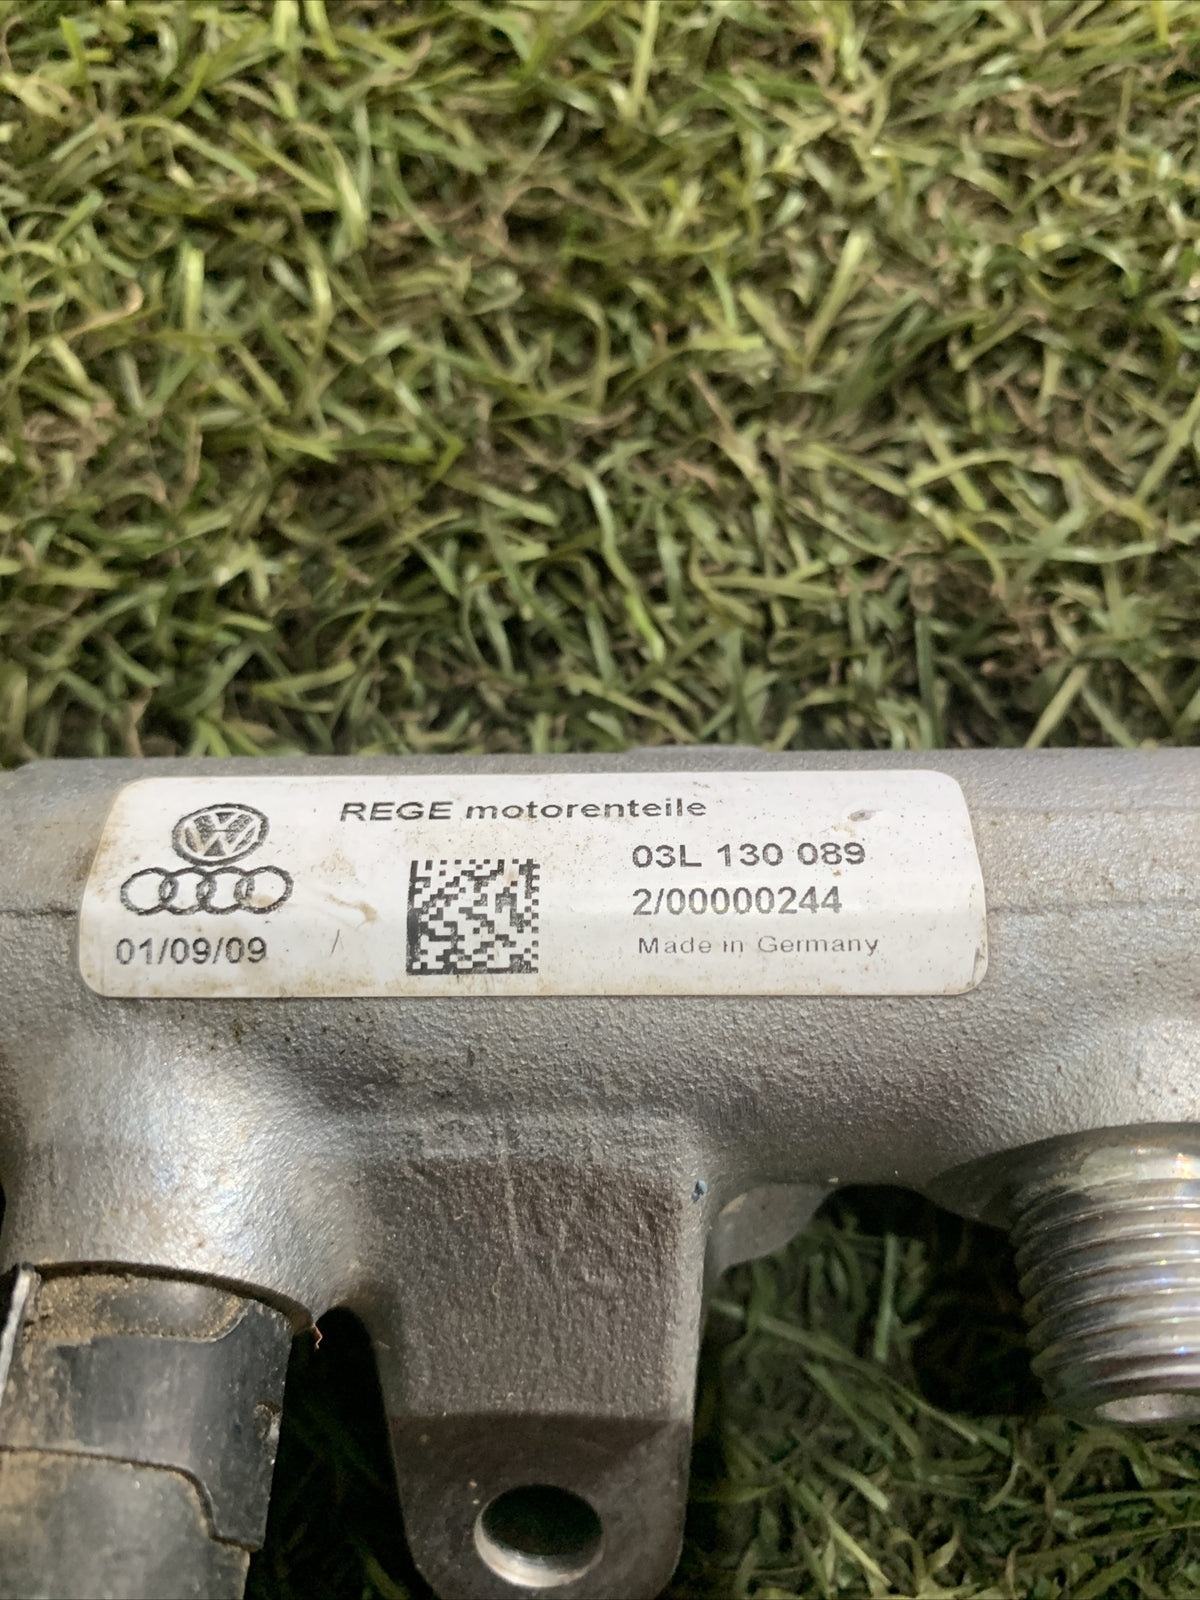 REGE motorenteile
03L 130 089
2/00000244
Made in Germany
01/09/09